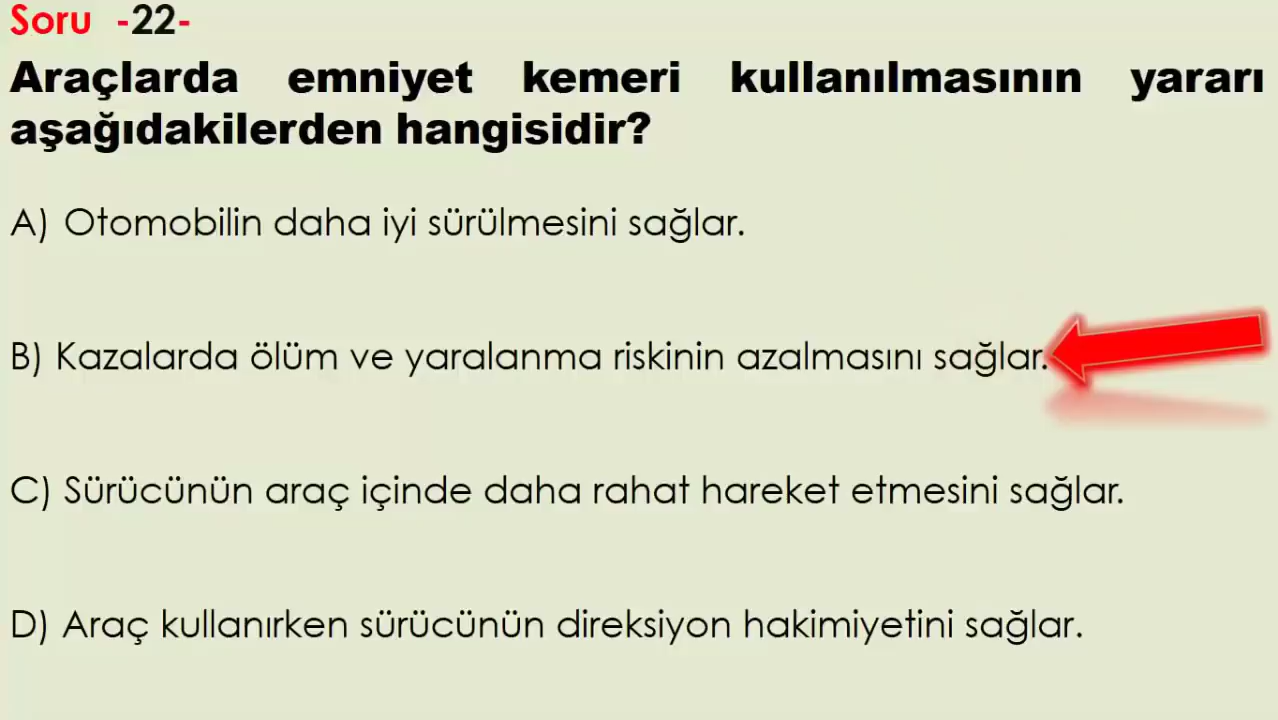 Soru -22-
Araçlarda emniyet kemeri kullanılmasının yararı
aşağıdakilerden hangisidir?
A) Otomobilin daha iyi sürülmesini sağlar.
B) Kazalarda ölüm ve yaralanma riskinin azalmasını sağlar.
C) Sürücünün araç içinde daha rahat hareket etmesini sağlar.
D) Araç kullanırken sürücünün direksiyon hakimiyetini sağlar.